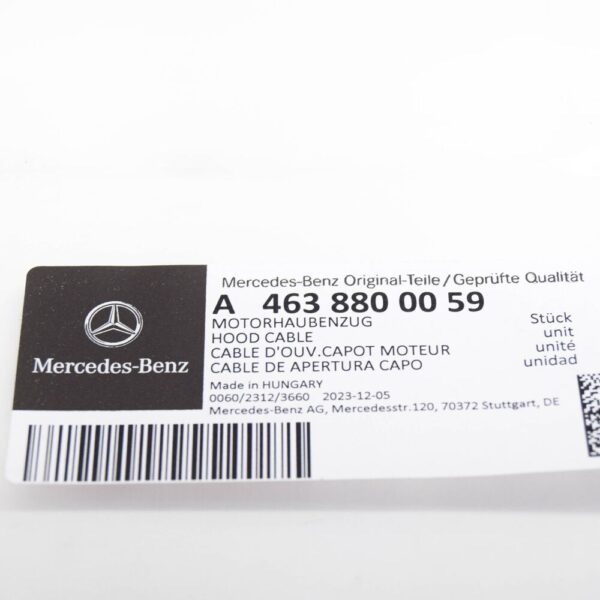 Mercedes-Benz Original-Teile/Geprüfte Qualität
A 463 880 00 59
MOTORHAUBENZUG
HOOD CABLE
CABLE D'OUV.CAPOT MOTEUR
CABLE DE APERTURA CAPO
Stück
unit
unité
unidad
Mercedes-Benz
Made in HUNGARY
0060/2312/3660 2023-12-05
Mercedes-Benz AG, Mercedesstr.120, 70372 Stuttgart, DE